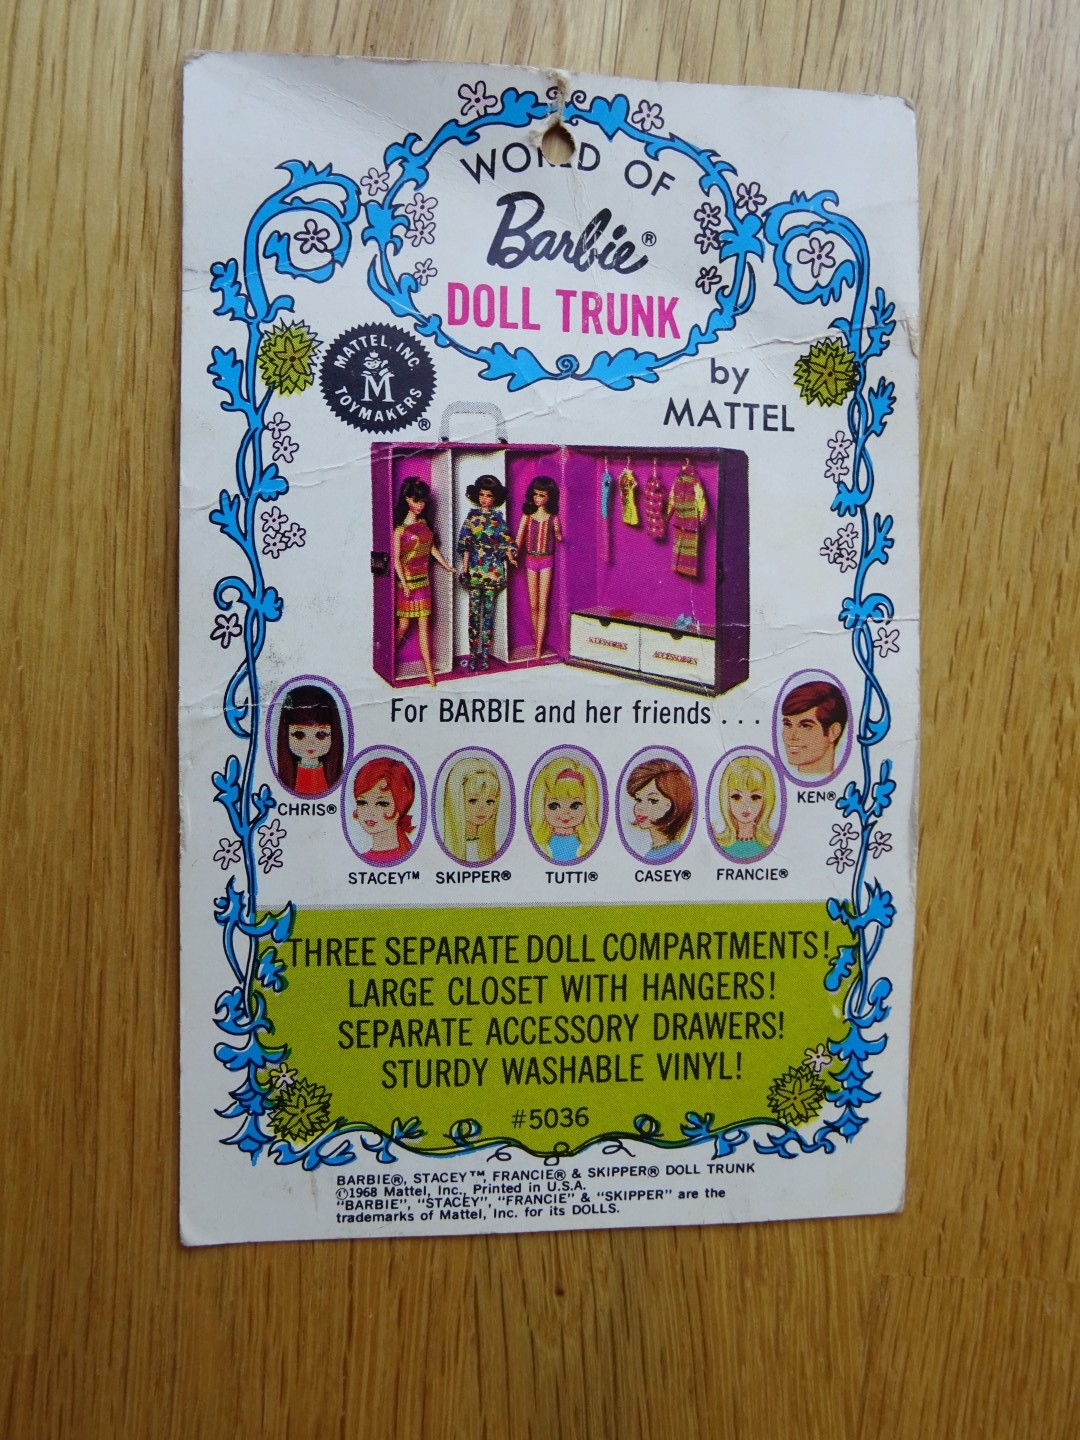 WORLD OF
Barbie®
DOLL TRUNK
by
MATTEL
MATTEL, INC.
M
TOYMAKERS
®
ACCESSORIES
ACCESSORIES
For BARBIE and her friends . . .
CHRIS®
STACEY™
SKIPPER®
TUTTI®
CASEY®
FRANCIE®
KEN®
THREE SEPARATE DOLL COMPARTMENTS!
LARGE CLOSET WITH HANGERS!
SEPARATE ACCESSORY DRAWERS!
STURDY WASHABLE VINYL!
#5036
BARBIE®, STACEY™, FRANCIE® & SKIPPER® DOLL TRUNK
©1968 Mattel, Inc., Printed in U.S.A.
"BARBIE", "STACEY", "FRANCIE" & "SKIPPER" are the
trademarks of Mattel, Inc. for its DOLLS.